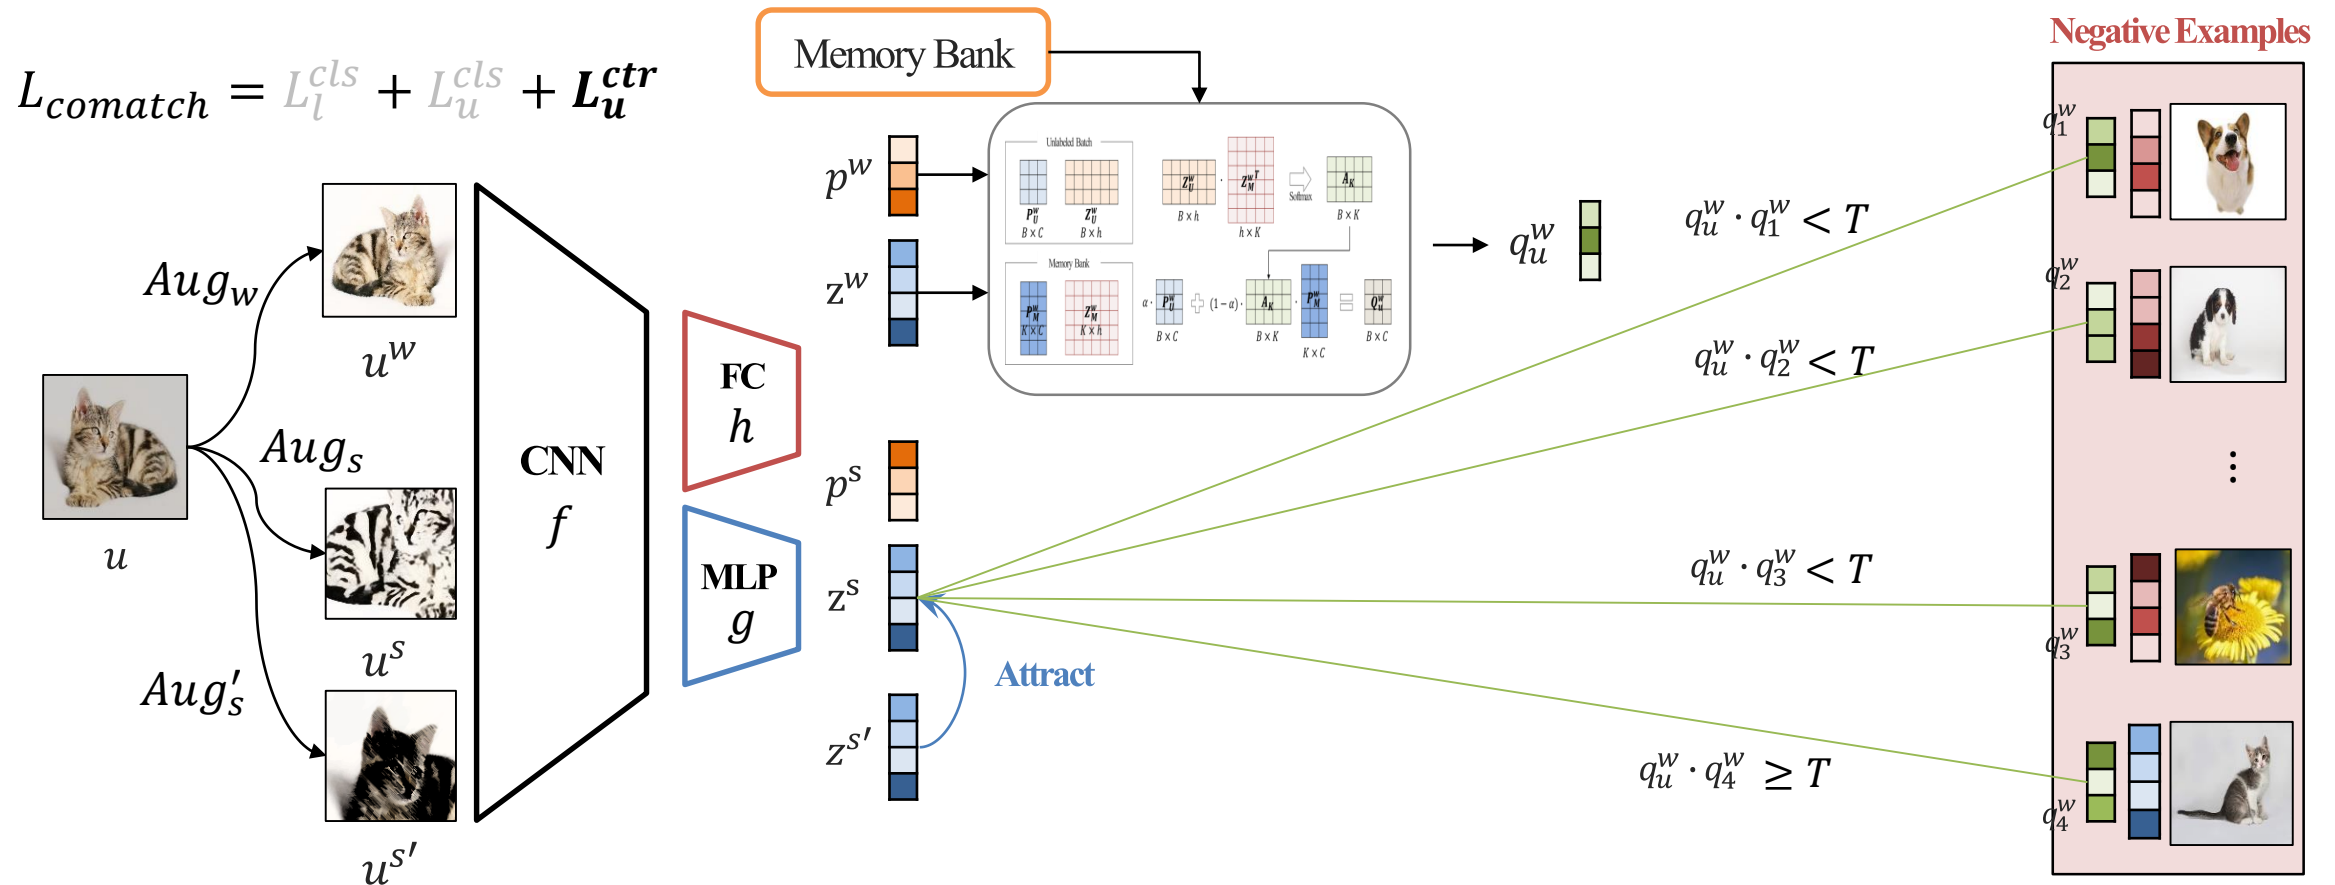 L_comatch = L_l^cls + L_u^cls + L_u^ctr
Memory Bank
Negative Examples
Aug_w
u^w
u
Aug_s
u^s
Aug'_s
u^s'
CNN
f
FC
h
MLP
g
p^w
z^w
p^s
z^s
z^s'
Attract
Unlabeled Batch
P_U^w
B × C
Z_U^w
B × h
Z_U^w · Z_M^w^T
B × h
h × K
Softmax
A_K
B × K
Memory Bank
P_M^w
K × C
Z_M^w
K × h
α · P_U^w + (1−α) · A_K · P_M^w = Q_u^w
B × C
B × K
K × C
B × C
q_u^w
q_u^w · q_1^w < T
q_u^w · q_2^w < T
q_u^w · q_3^w < T
q_u^w · q_4^w ≥ T
q_1^w
q_2^w
⋮
q_3^w
q_4^w